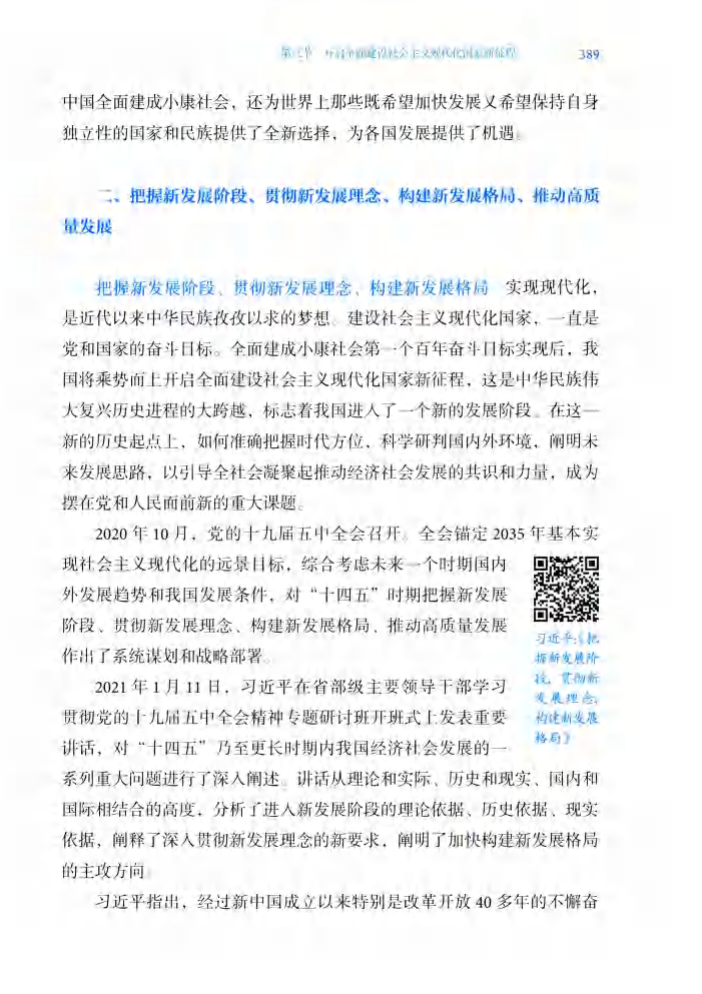 第三节 开启全面建设社会主义现代化国家新征程 389
中国全面建成小康社会，还为世界上那些既希望加快发展又希望保持自身
独立性的国家和民族提供了全新选择，为各国发展提供了机遇。
二、把握新发展阶段、贯彻新发展理念、构建新发展格局、推动高质
量发展
把握新发展阶段、贯彻新发展理念、构建新发展格局 实现现代化，
是近代以来中华民族孜孜以求的梦想。建设社会主义现代化国家，一直是
党和国家的奋斗目标。全面建成小康社会第一个百年奋斗目标实现后，我
国将乘势而上开启全面建设社会主义现代化国家新征程，这是中华民族伟
大复兴历史进程的大跨越，标志着我国进入了一个新的发展阶段。在这一
新的历史起点上，如何准确把握时代方位、科学研判国内外环境、阐明未
来发展思路，以引导全社会凝聚起推动经济社会发展的共识和力量，成为
摆在党和人民面前新的重大课题。
2020 年 10 月，党的十九届五中全会召开。全会锚定 2035 年基本实
现社会主义现代化的远景目标，综合考虑未来一个时期国内
外发展趋势和我国发展条件，对“十四五”时期把握新发展
阶段、贯彻新发展理念、构建新发展格局、推动高质量发展
作出了系统谋划和战略部署。
2021 年 1 月 11 日，习近平在省部级主要领导干部学习
贯彻党的十九届五中全会精神专题研讨班开班式上发表重要
讲话，对“十四五”乃至更长时期内我国经济社会发展的一
系列重大问题进行了深入阐述。讲话从理论和实际、历史和现实、国内和
国际相结合的高度，分析了进入新发展阶段的理论依据、历史依据、现实
依据，阐释了深入贯彻新发展理念的新要求，阐明了加快构建新发展格局
的主攻方向。
习近平指出，经过新中国成立以来特别是改革开放 40 多年的不懈奋
习近平:《把
握新发展阶
段，贯彻新
发展理念，
构建新发展
格局》